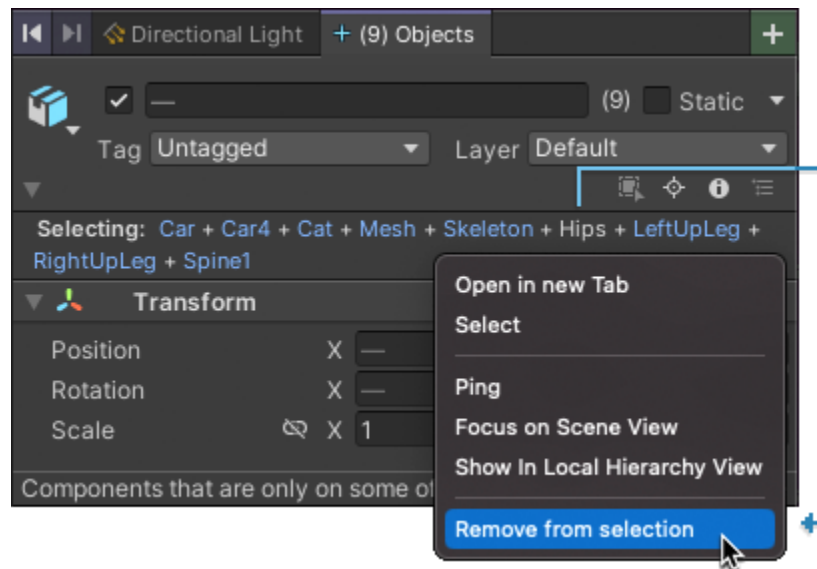 Directional Light + (9) Objects +
— (9) Static
Tag Untagged Layer Default
Selecting: Car + Car4 + Cat + Mesh + Skeleton + Hips + LeftUpLeg +
RightUpLeg + Spine1
Transform
Position X —
Rotation X —
Scale X 1
Components that are only on some of
Open in new Tab
Select
Ping
Focus on Scene View
Show In Local Hierarchy View
Remove from selection